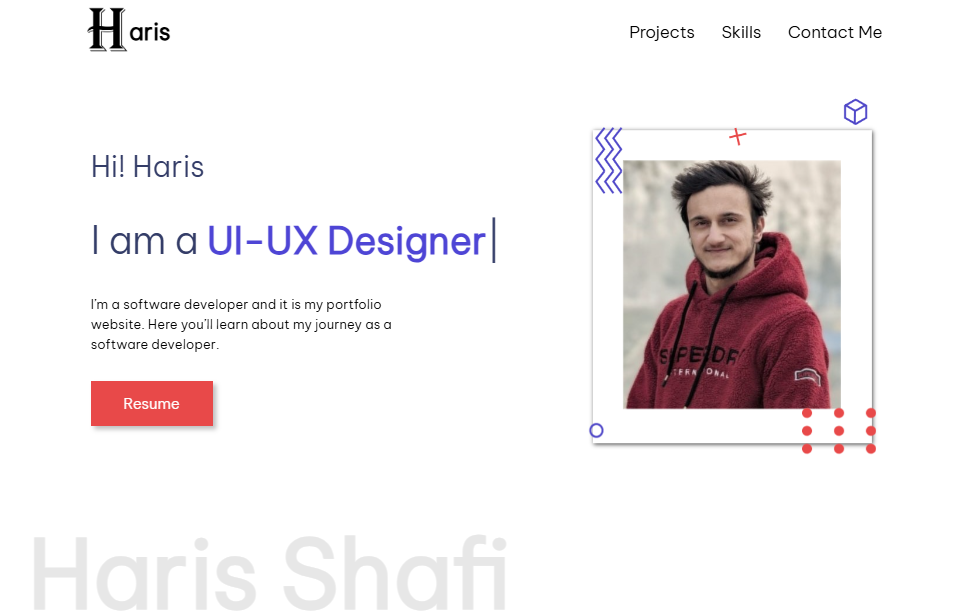 Haris
Projects Skills Contact Me
Hi! Haris
I am a UI-UX Designer
I'm a software developer and it is my portfolio
website. Here you'll learn about my journey as a
software developer.
Resume
INTERNATIONAL
Haris Shafi